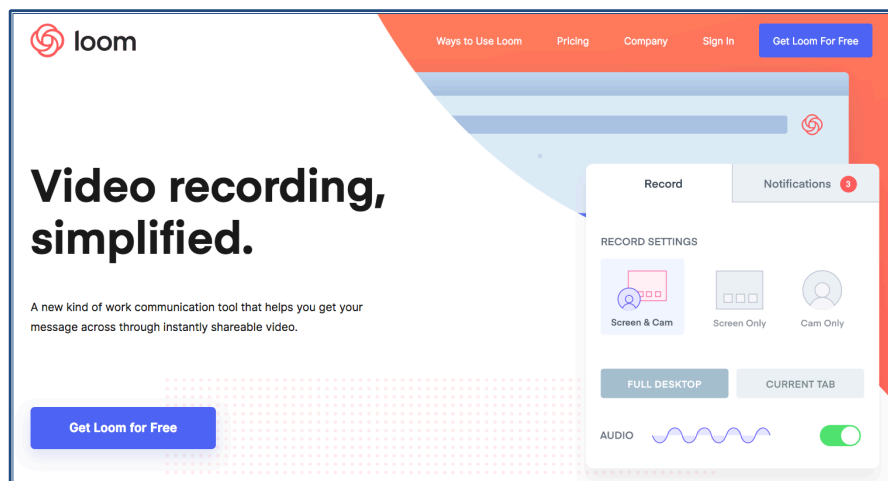 loom
Ways to Use Loom
Pricing
Company
Sign In
Get Loom For Free
Video recording,
simplified.
A new kind of work communication tool that helps you get your
message across through instantly shareable video.
Get Loom for Free
Record
Notifications 3
RECORD SETTINGS
Screen & Cam
Screen Only
Cam Only
FULL DESKTOP
CURRENT TAB
AUDIO